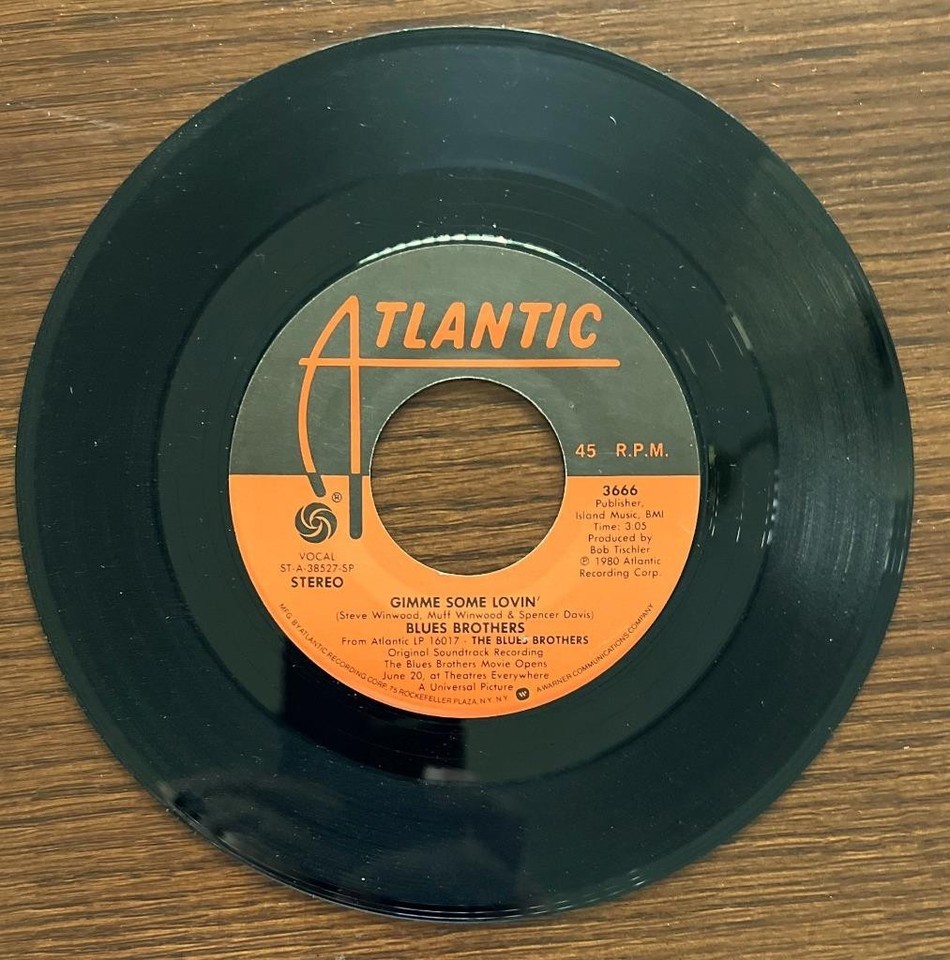 ATLANTIC
45 R.P.M.
®
VOCAL
ST-A-38527-SP
STEREO
3666
Publisher,
Island Music, BMI
Time: 3:05
Produced by
Bob Tischler
℗ 1980 Atlantic
Recording Corp.
GIMME SOME LOVIN'
(Steve Winwood, Muff Winwood & Spencer Davis)
BLUES BROTHERS
From Atlantic LP 16017 - THE BLUES BROTHERS
Original Soundtrack Recording
The Blues Brothers Movie Opens
June 20, at Theatres Everywhere
A Universal Picture
MFG. BY ATLANTIC RECORDING CORP., 75 ROCKEFELLER PLAZA, N.Y. N.Y. W A WARNER COMMUNICATIONS COMPANY